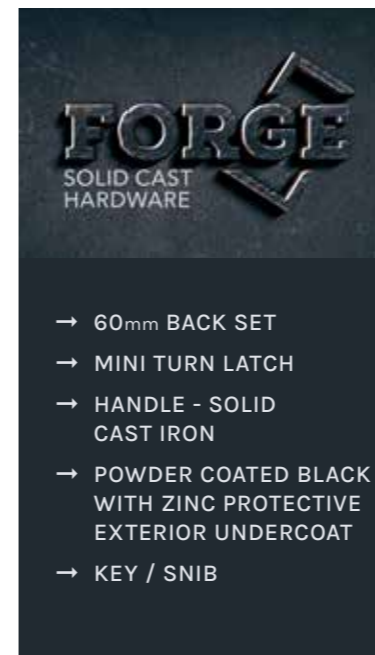 FORGE
SOLID CAST
HARDWARE
→ 60mm BACK SET
→ MINI TURN LATCH
→ HANDLE - SOLID
CAST IRON
→ POWDER COATED BLACK
WITH ZINC PROTECTIVE
EXTERIOR UNDERCOAT
→ KEY / SNIB